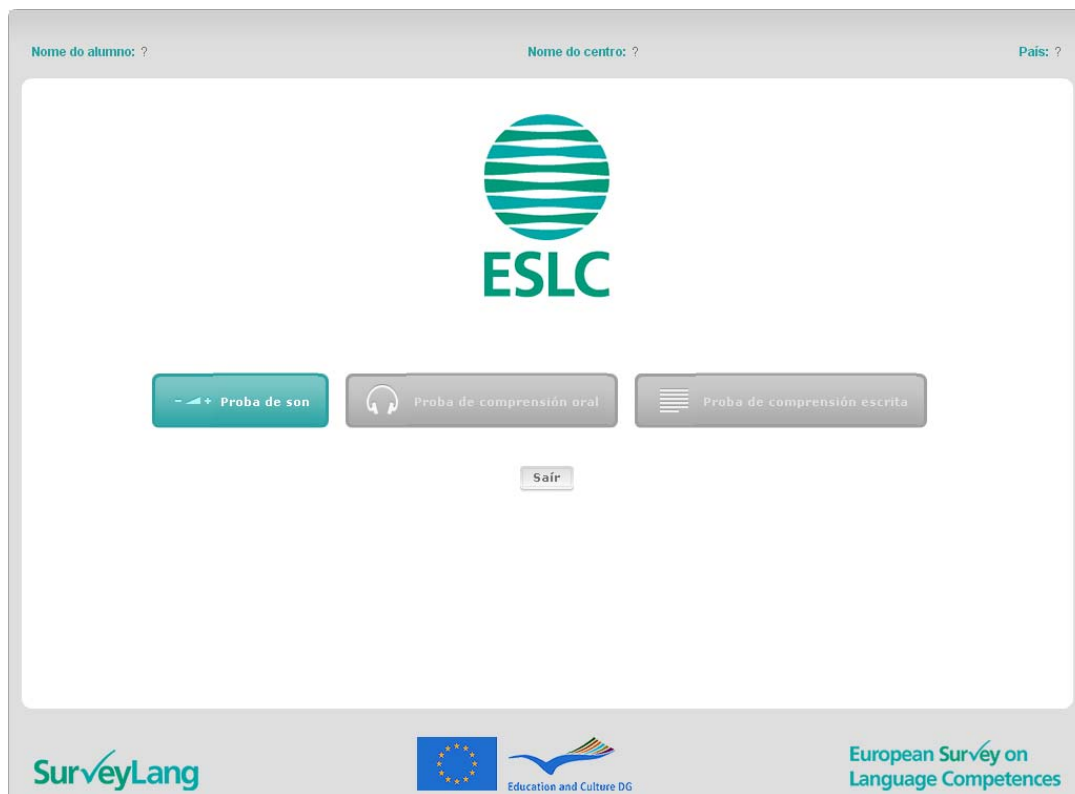 Nome do alumno: ?
Nome do centro: ?
País: ?
ESLC
Proba de son
Proba de comprensión oral
Proba de comprensión escrita
Saír
SurveyLang
Education and Culture DG
European Survey on
Language Competences